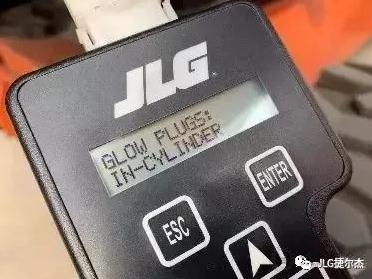 JLG
GLOW PLUGS:
IN-CYLINDER
ENTER
ESC
JLG捷尔杰